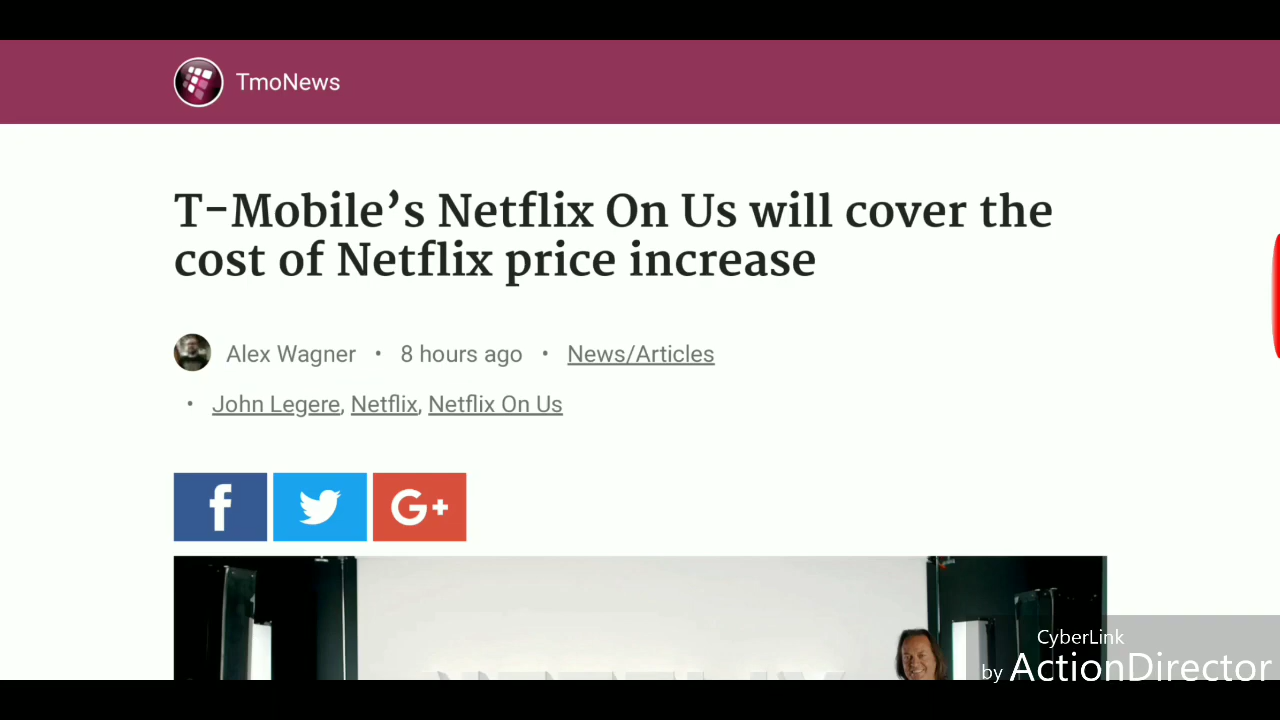 TmoNews
T-Mobile’s Netflix On Us will cover the
cost of Netflix price increase
Alex Wagner • 8 hours ago • News/Articles
• John Legere, Netflix, Netflix On Us
f
G+
NETFLIX
CyberLink
by ActionDirector